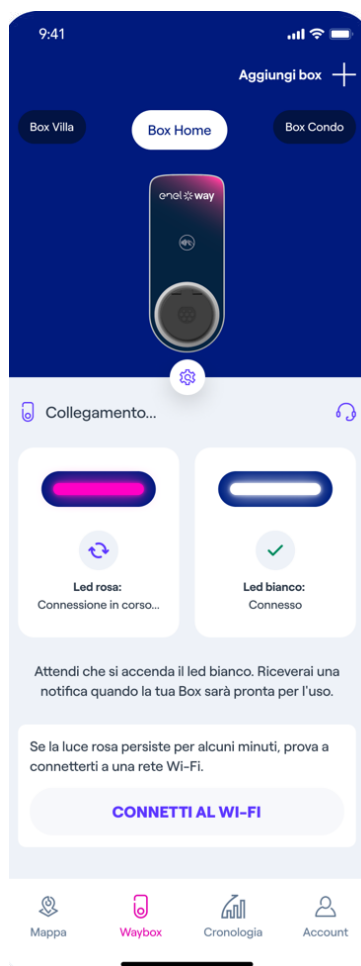 9:41
Aggiungi box
Box Villa
Box Home
Box Condo
enel way
Collegamento...
Led rosa:
Connessione in corso...
Led bianco:
Connesso
Attendi che si accenda il led bianco. Riceverai una
notifica quando la tua Box sarà pronta per l'uso.
Se la luce rosa persiste per alcuni minuti, prova a
connetterti a una rete Wi-Fi.
CONNETTI AL WI-FI
Mappa
Waybox
Cronologia
Account